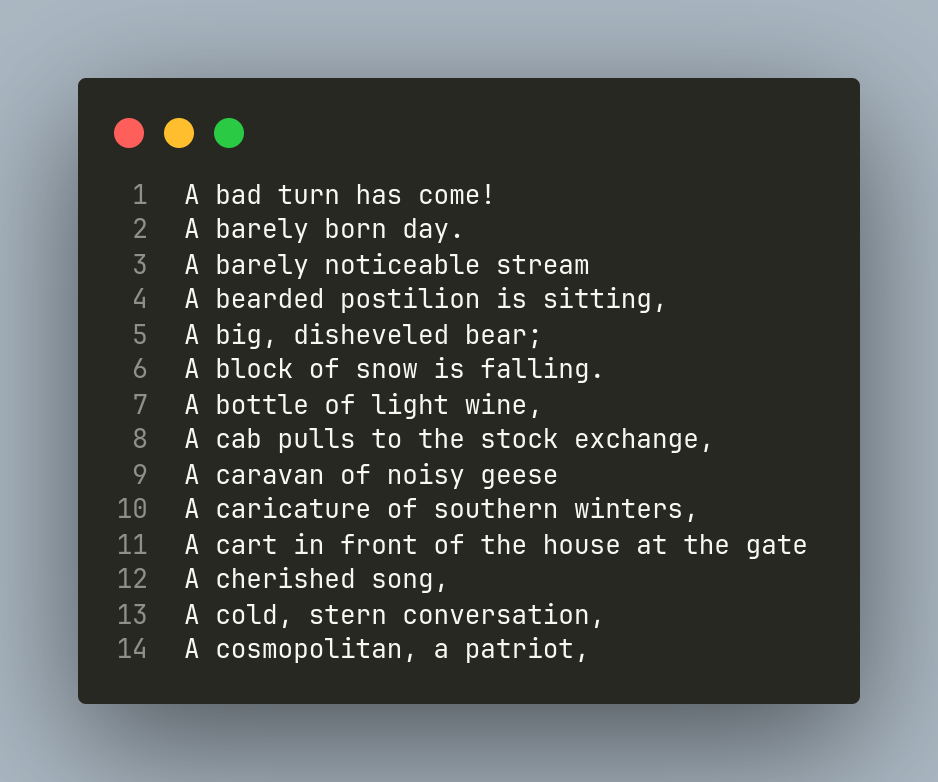 1 A bad turn has come!
2 A barely born day.
3 A barely noticeable stream
4 A bearded postilion is sitting,
5 A big, disheveled bear;
6 A block of snow is falling.
7 A bottle of light wine,
8 A cab pulls to the stock exchange,
9 A caravan of noisy geese
10 A caricature of southern winters,
11 A cart in front of the house at the gate
12 A cherished song,
13 A cold, stern conversation,
14 A cosmopolitan, a patriot,